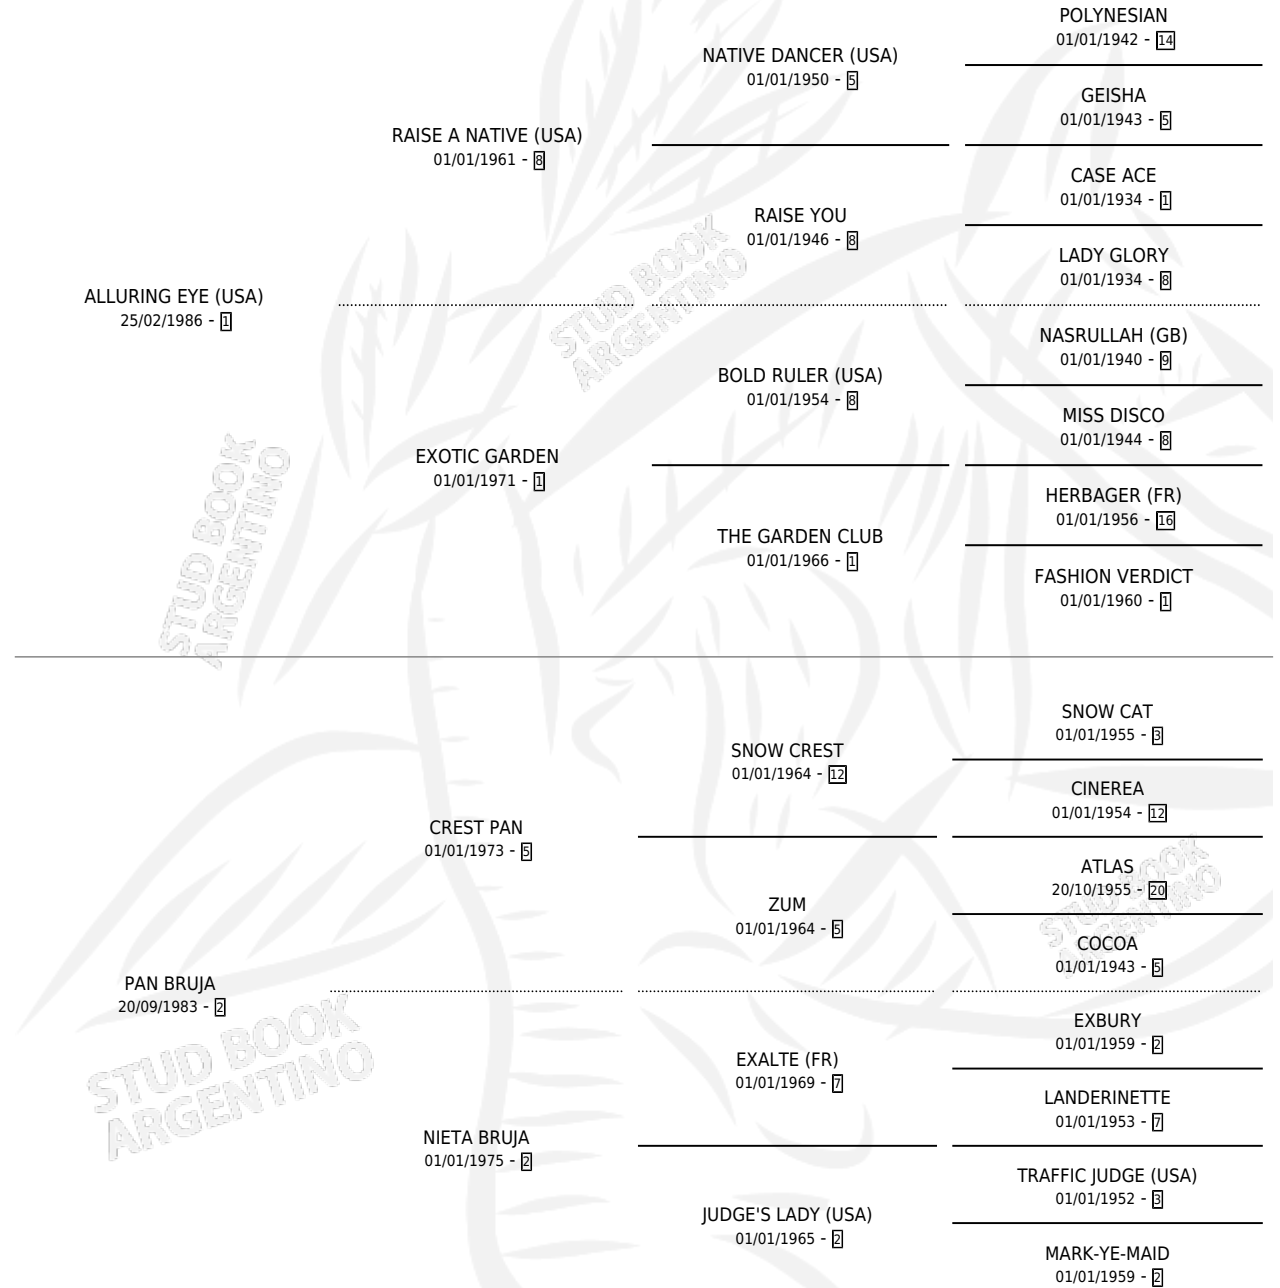 POLYNESIAN
01/01/1942 - 14
NATIVE DANCER (USA)
01/01/1950 - 5
GEISHA
01/01/1943 - 5
RAISE A NATIVE (USA)
01/01/1961 - 8
CASE ACE
01/01/1934 - 1
RAISE YOU
01/01/1946 - 8
LADY GLORY
01/01/1934 - 8
ALLURING EYE (USA)
25/02/1986 - 1
STUD BOOK
ARGENTINO
NASRULLAH (GB)
01/01/1940 - 9
BOLD RULER (USA)
01/01/1954 - 8
MISS DISCO
01/01/1944 - 8
EXOTIC GARDEN
01/01/1971 - 1
HERBAGER (FR)
01/01/1956 - 16
THE GARDEN CLUB
01/01/1966 - 1
FASHION VERDICT
01/01/1960 - 1
STUD BOOK
ARGENTINO
SNOW CAT
01/01/1955 - 3
SNOW CREST
01/01/1964 - 12
CINEREA
01/01/1954 - 12
CREST PAN
01/01/1973 - 5
ATLAS
20/10/1955 - 20
ZUM
01/01/1964 - 5
STUD BOOK
ARGENTINO
COCOA
01/01/1943 - 5
PAN BRUJA
20/09/1983 - 2
EXBURY
01/01/1959 - 2
EXALTE (FR)
01/01/1969 - 7
STUD BOOK
ARGENTINO
LANDERINETTE
01/01/1953 - 7
NIETA BRUJA
01/01/1975 - 2
TRAFFIC JUDGE (USA)
01/01/1952 - 3
JUDGE'S LADY (USA)
01/01/1965 - 2
MARK-YE-MAID
01/01/1959 - 2